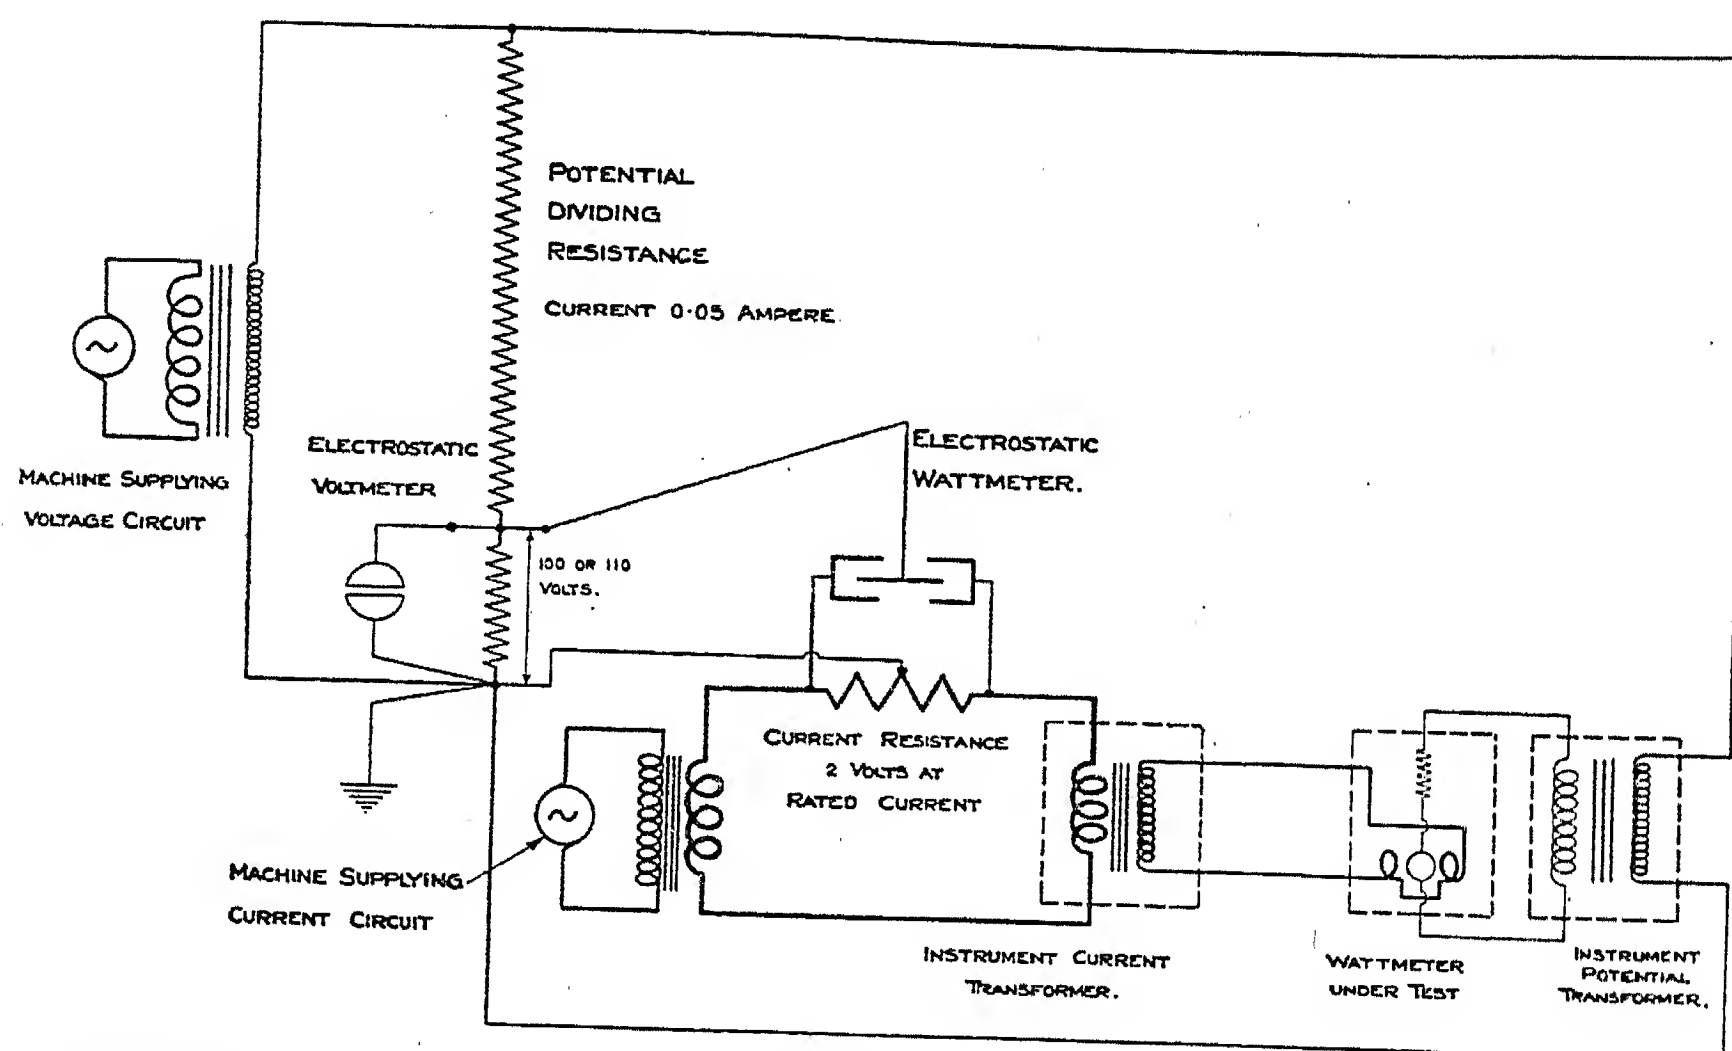 POTENTIAL
DIVIDING
RESISTANCE
CURRENT 0·05 AMPERE.
ELECTROSTATIC
VOLTMETER
ELECTROSTATIC
WATTMETER.
MACHINE SUPPLYING
VOLTAGE CIRCUIT
100 OR 110
VOLTS.
CURRENT RESISTANCE
2 VOLTS AT
RATED CURRENT
MACHINE SUPPLYING
CURRENT CIRCUIT
INSTRUMENT CURRENT
TRANSFORMER.
WATTMETER
UNDER TEST
INSTRUMENT
POTENTIAL
TRANSFORMER.